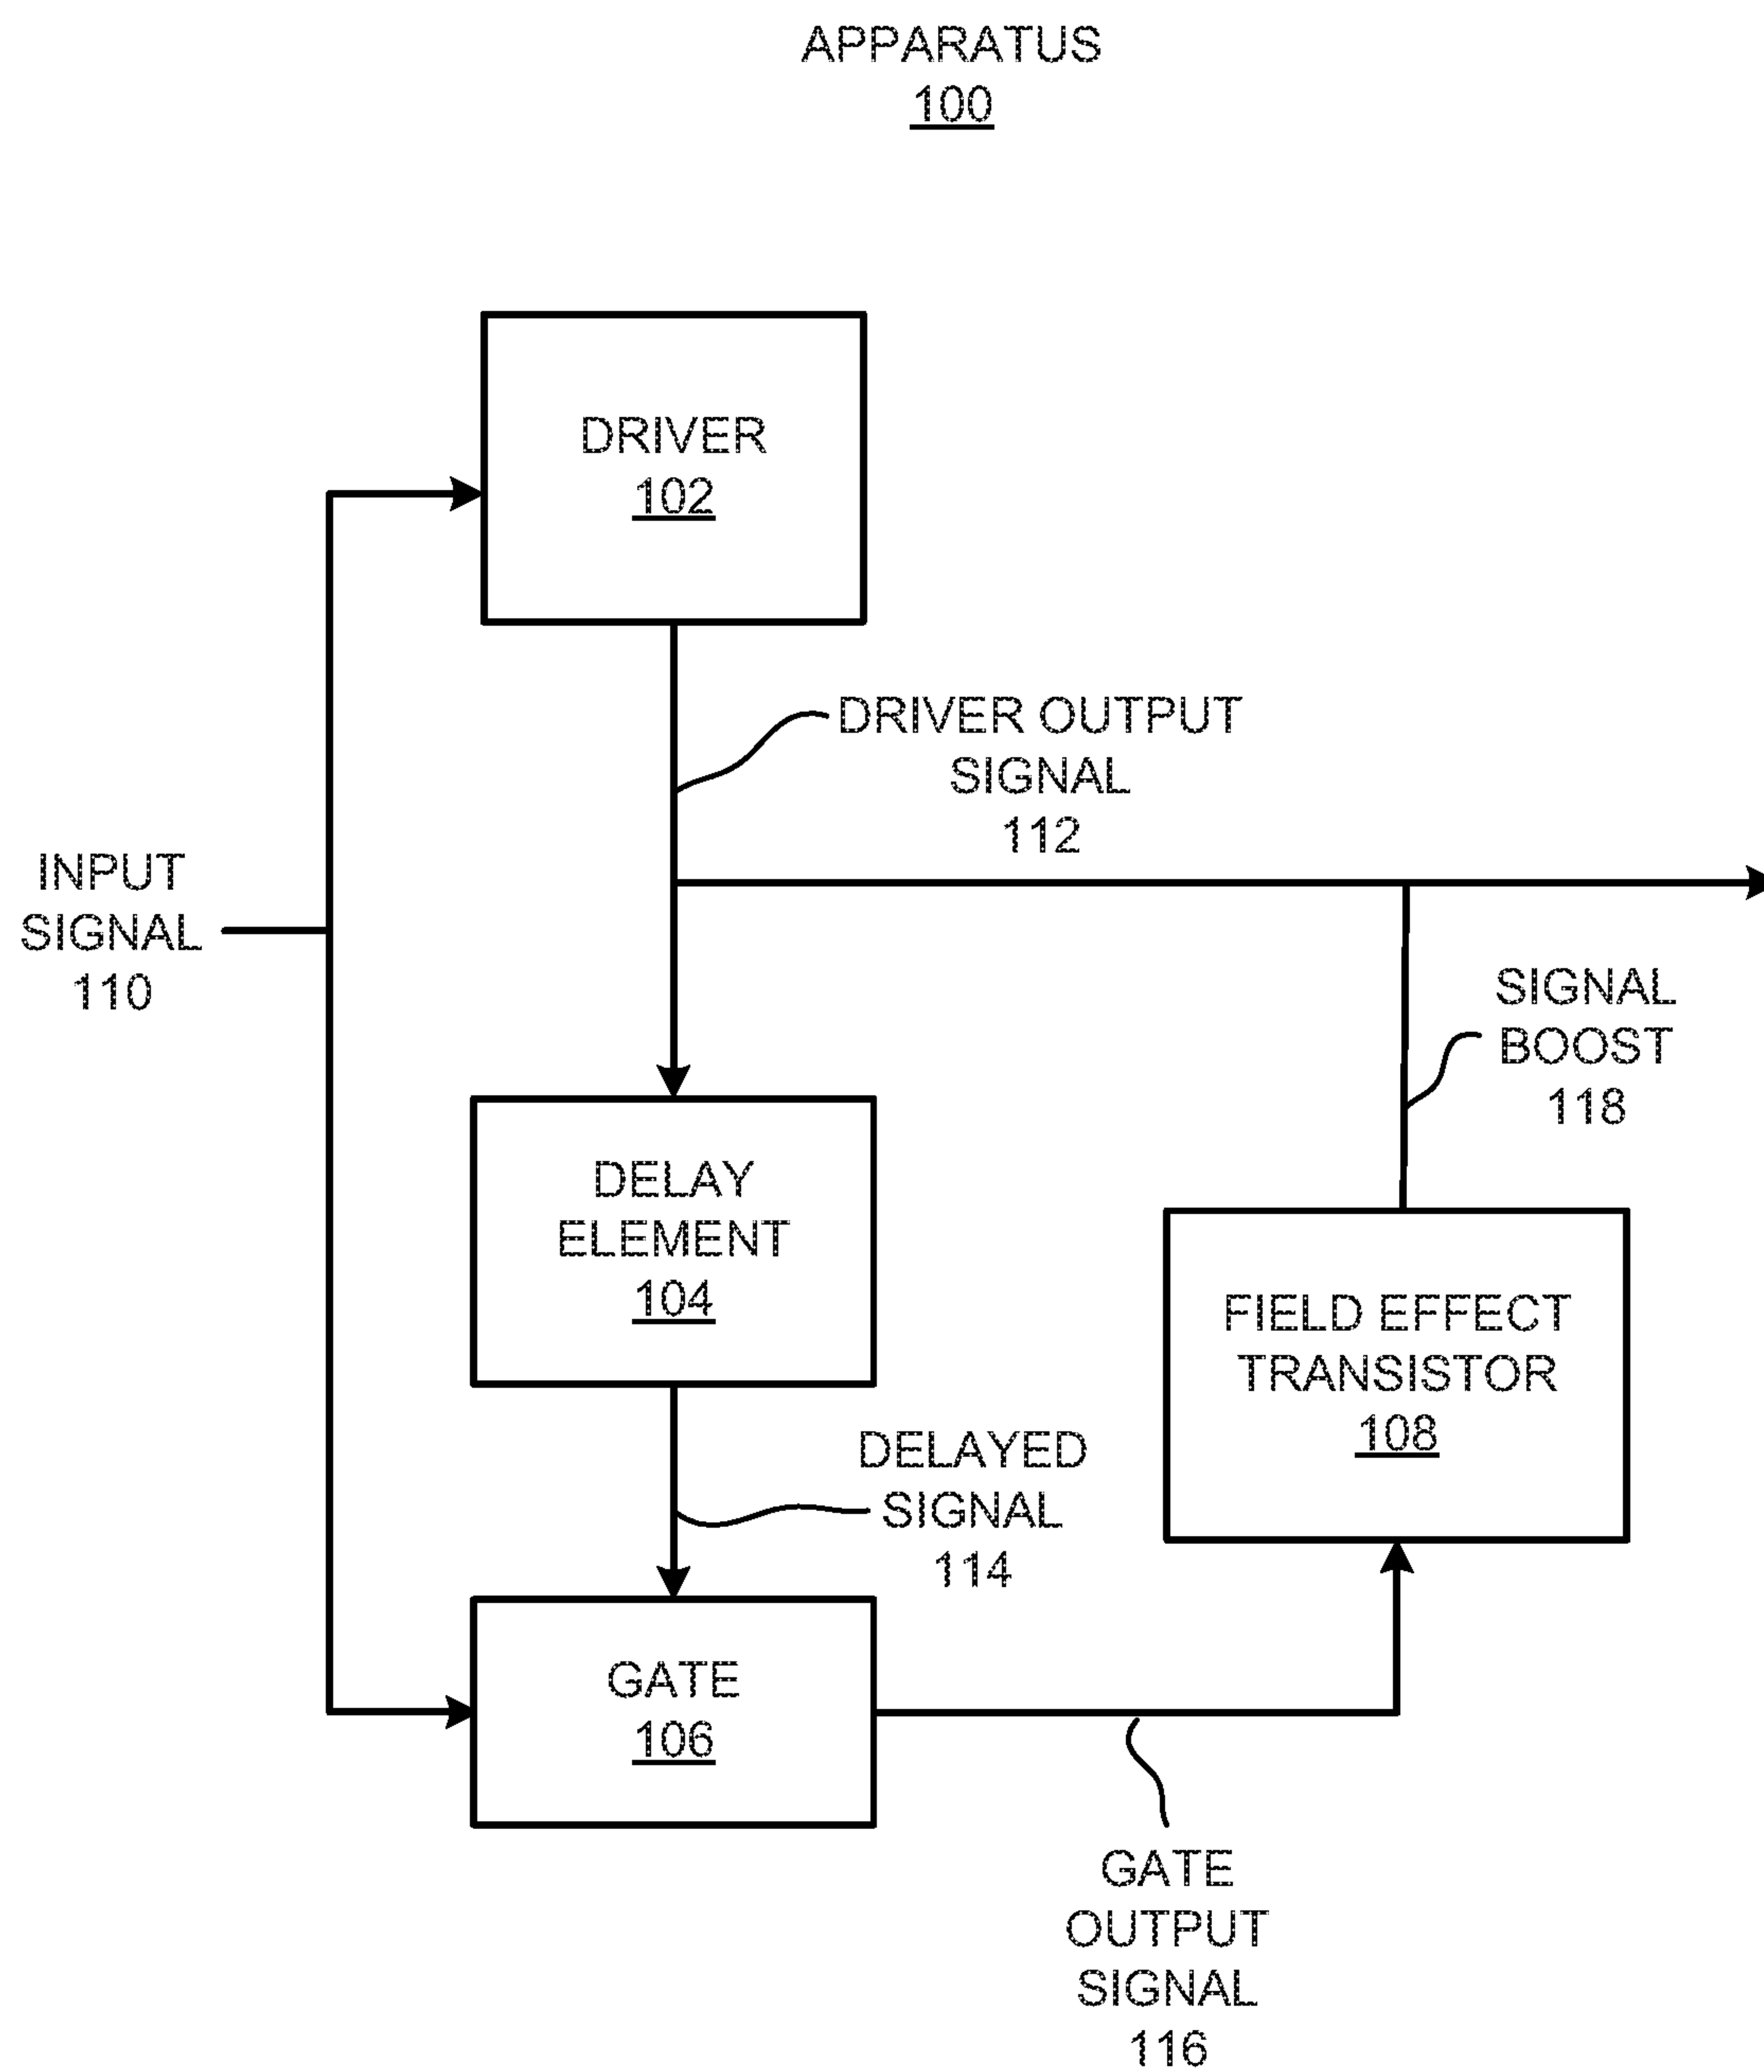 APPARATUS
100
DRIVER
102
DRIVER OUTPUT
SIGNAL
112
INPUT
SIGNAL
110
SIGNAL
BOOST
118
DELAY
ELEMENT
104
FIELD EFFECT
TRANSISTOR
108
DELAYED
SIGNAL
114
GATE
106
GATE
OUTPUT
SIGNAL
116